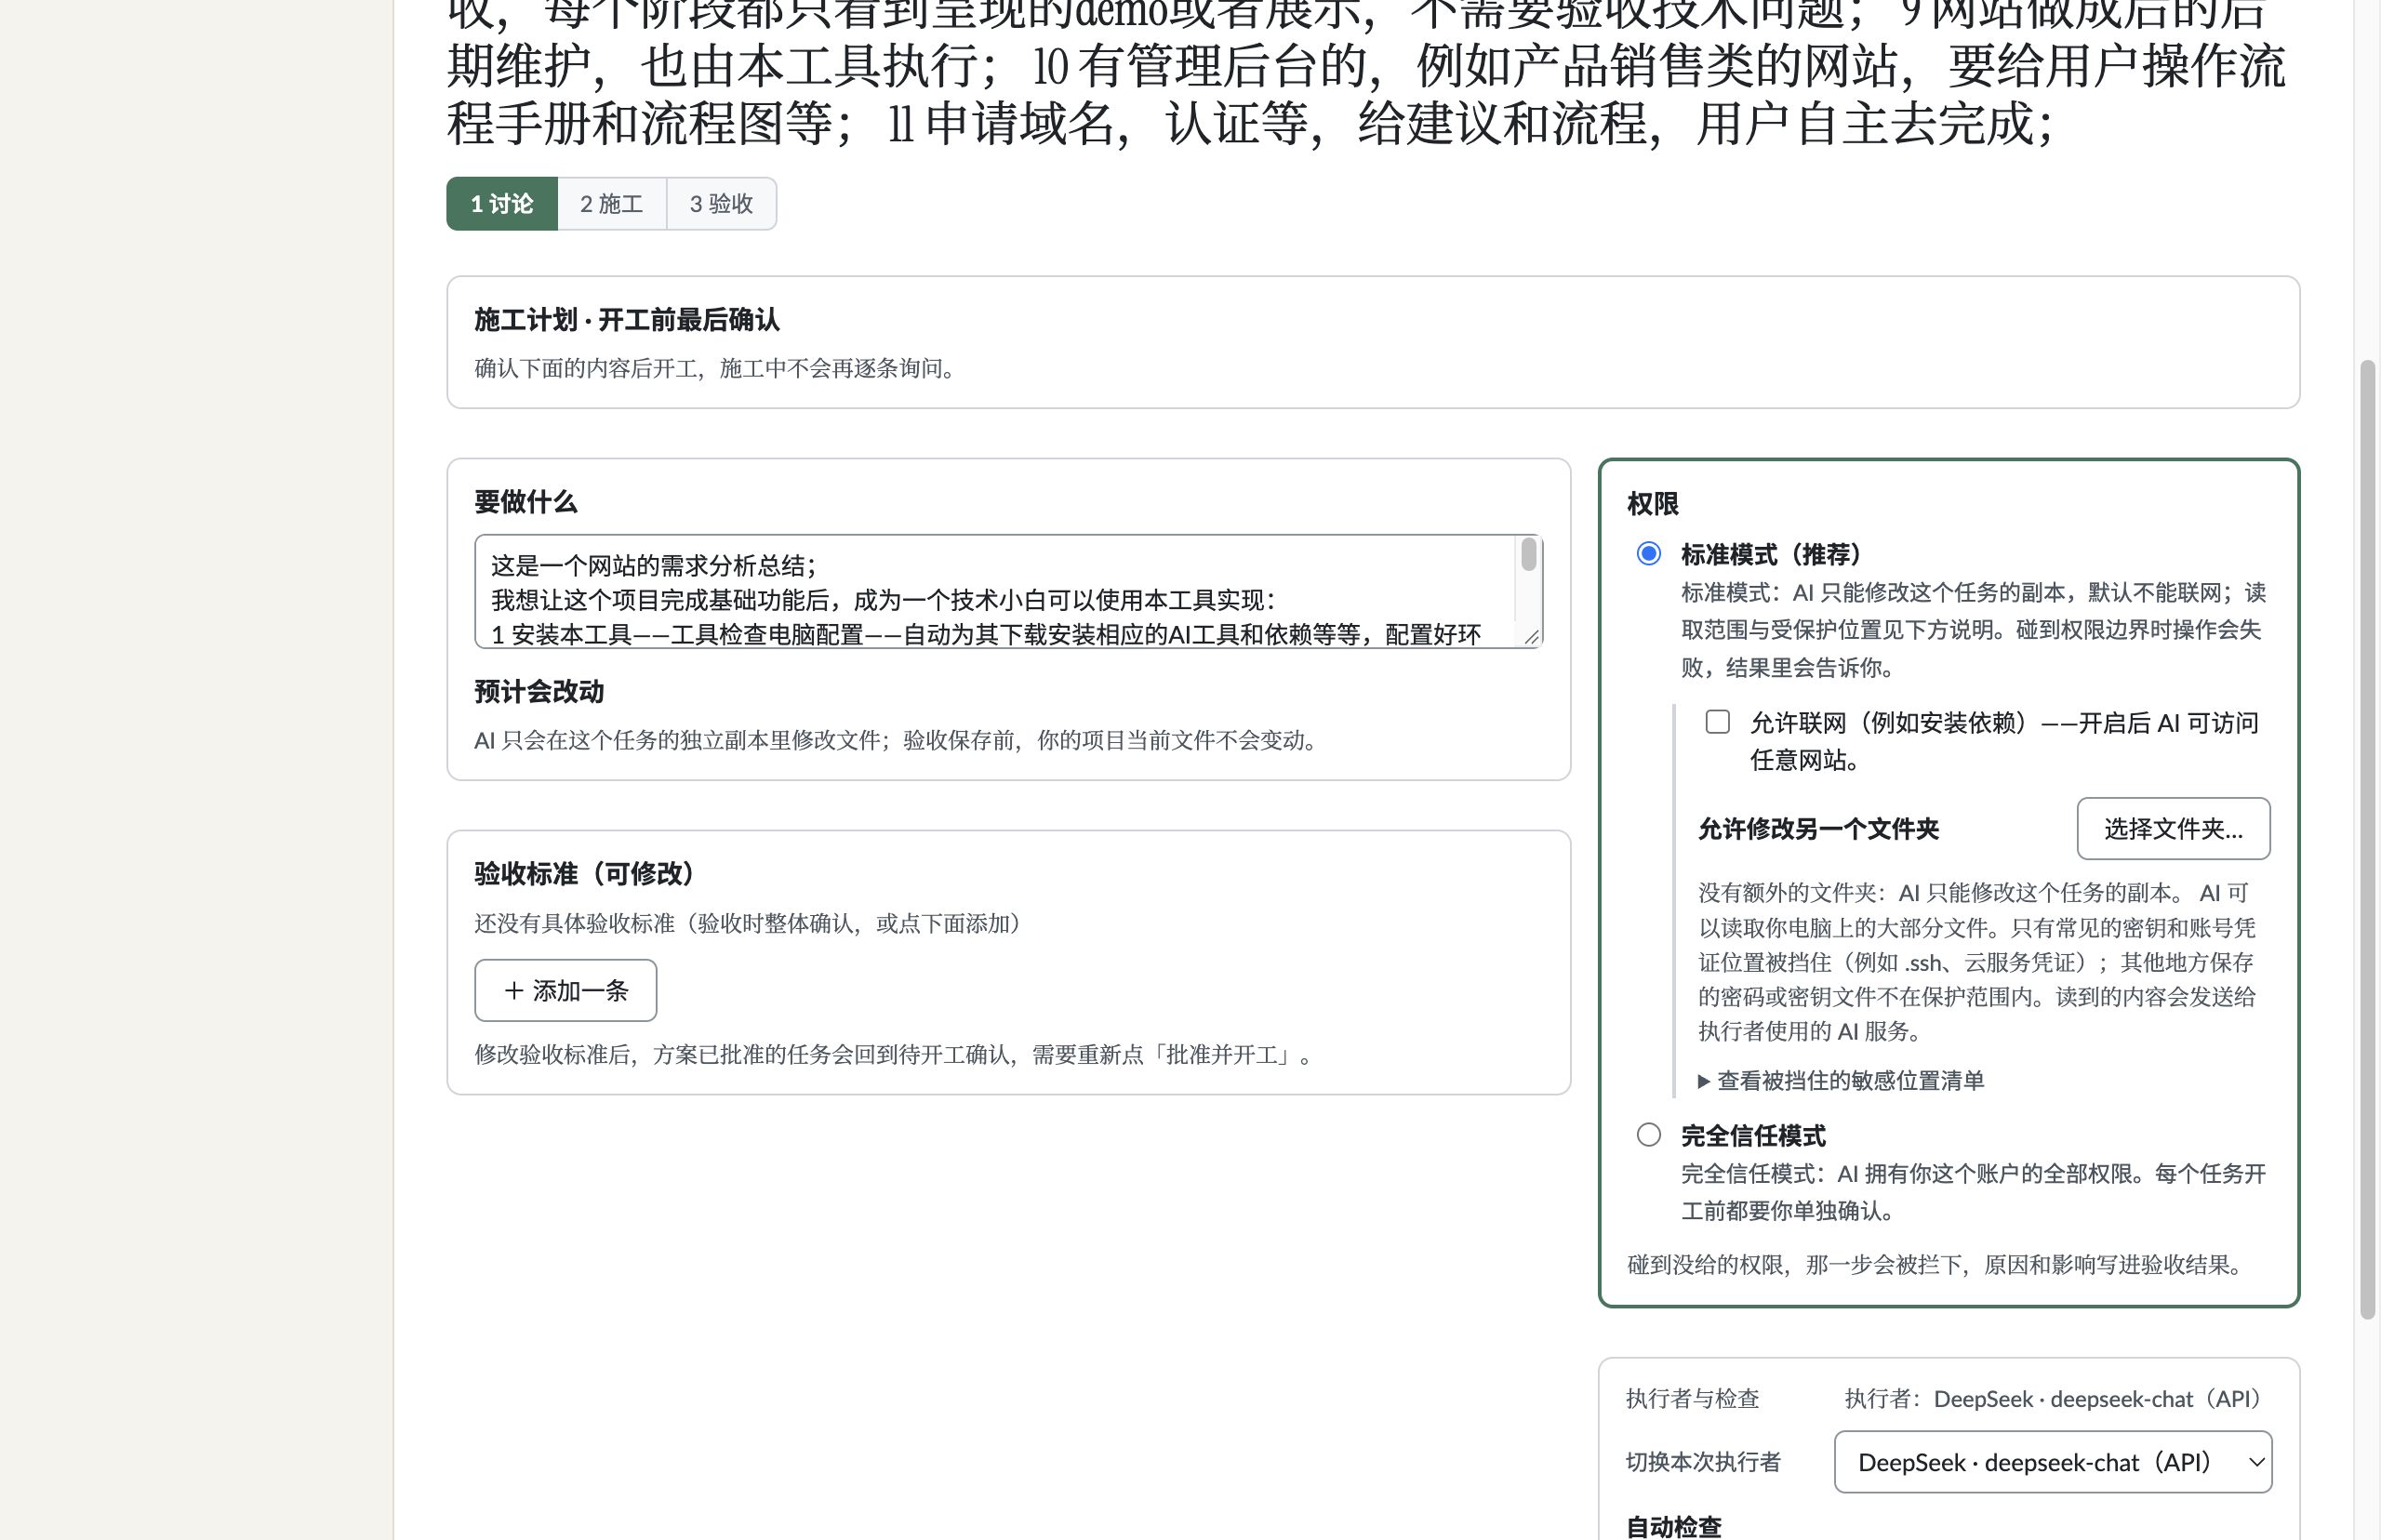 收，每个阶段都只看到呈现的demo或者展示，不需要验收技术问题； 9 网站做成后的后
期维护，也由本工具执行； 10 有管理后台的，例如产品销售类的网站，要给用户操作流
程手册和流程图等； 11 申请域名，认证等，给建议和流程，用户自主去完成；
1 讨论
2 施工
3 验收
施工计划 · 开工前最后确认
确认下面的内容后开工，施工中不会再逐条询问。
要做什么
这是一个网站的需求分析总结；
我想让这个项目完成基础功能后，成为一个技术小白可以使用本工具实现：
1 安装本工具——工具检查电脑配置——自动为其下载安装相应的AI工具和依赖等等，配置好环
预计会改动
AI 只会在这个任务的独立副本里修改文件；验收保存前，你的项目当前文件不会变动。
验收标准（可修改）
还没有具体验收标准（验收时整体确认，或点下面添加）
＋ 添加一条
修改验收标准后，方案已批准的任务会回到待开工确认，需要重新点「批准并开工」。
权限
标准模式（推荐）
标准模式：AI 只能修改这个任务的副本，默认不能联网；读
取范围与受保护位置见下方说明。碰到权限边界时操作会失
败，结果里会告诉你。
允许联网（例如安装依赖）——开启后 AI 可访问
任意网站。
允许修改另一个文件夹
选择文件夹...
没有额外的文件夹：AI 只能修改这个任务的副本。 AI 可
以读取你电脑上的大部分文件。只有常见的密钥和账号凭
证位置被挡住（例如 .ssh、云服务凭证）；其他地方保存
的密码或密钥文件不在保护范围内。读到的内容会发送给
执行者使用的 AI 服务。
▶ 查看被挡住的敏感位置清单
完全信任模式
完全信任模式：AI 拥有你这个账户的全部权限。每个任务开
工前都要你单独确认。
碰到没给的权限，那一步会被拦下，原因和影响写进验收结果。
执行者与检查
执行者：DeepSeek · deepseek-chat（API）
切换本次执行者
DeepSeek · deepseek-chat（API）
自动检查